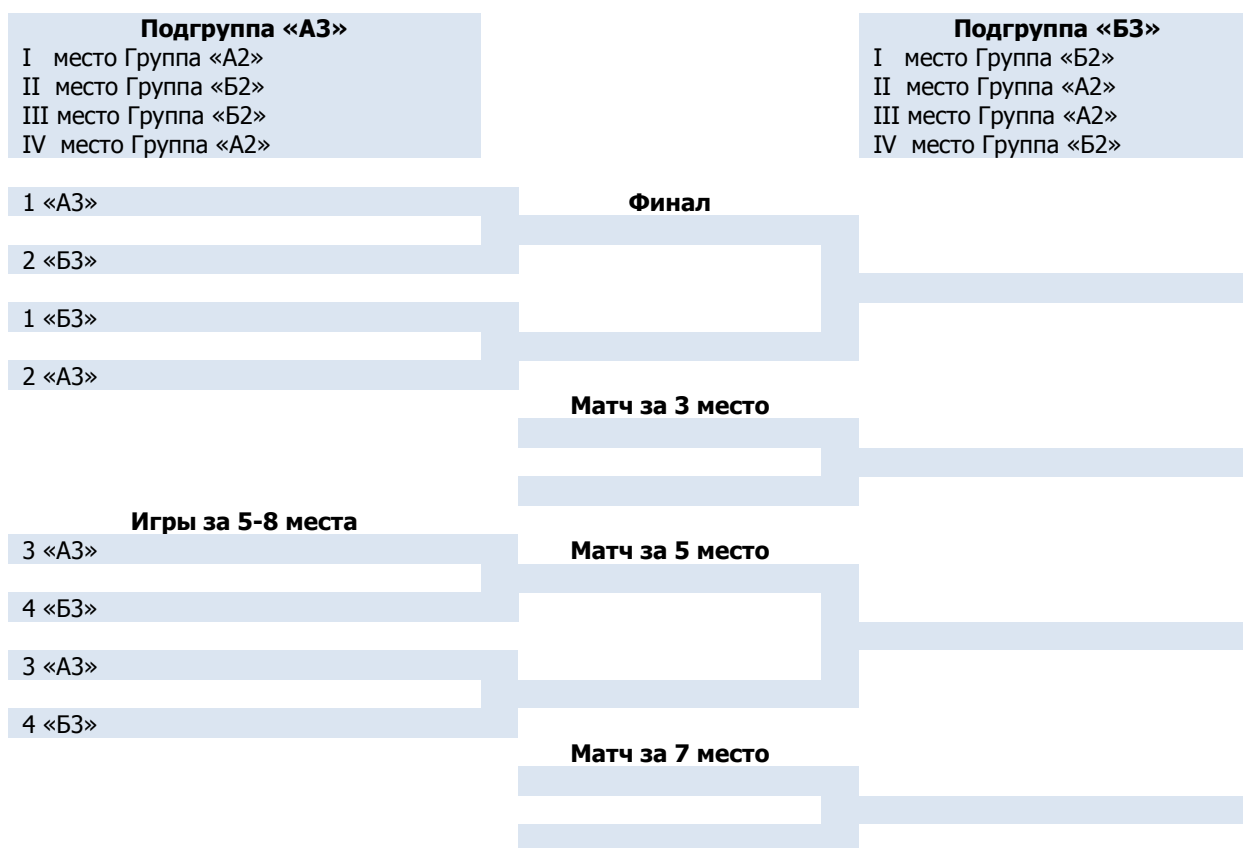 Подгруппа «А3»
I место Группа «А2»
II место Группа «Б2»
III место Группа «Б2»
IV место Группа «А2»
Подгруппа «Б3»
I место Группа «Б2»
II место Группа «А2»
III место Группа «А2»
IV место Группа «Б2»
1 «А3»
Финал
2 «Б3»
1 «Б3»
2 «А3»
Матч за 3 место
Игры за 5-8 места
3 «А3»
Матч за 5 место
4 «Б3»
3 «А3»
4 «Б3»
Матч за 7 место